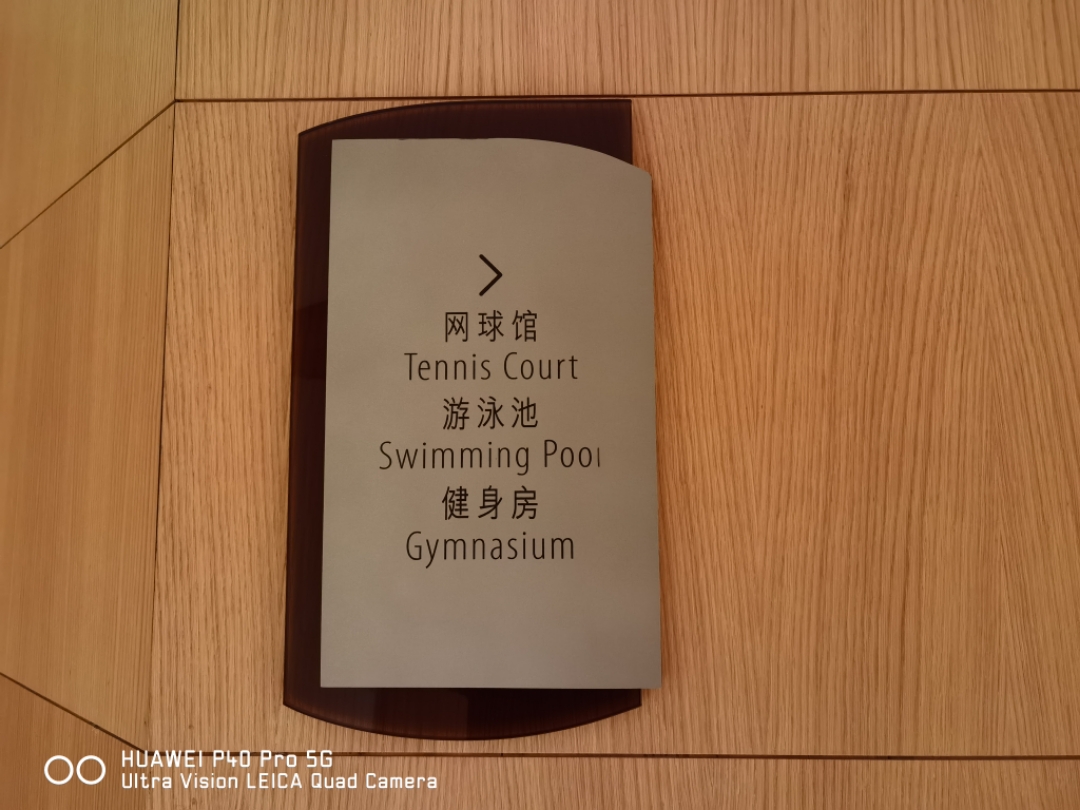 >
网球馆
Tennis Court
游泳池
Swimming Pool
健身房
Gymnasium
HUAWEI P40 Pro 5G
Ultra Vision LEICA Quad Camera